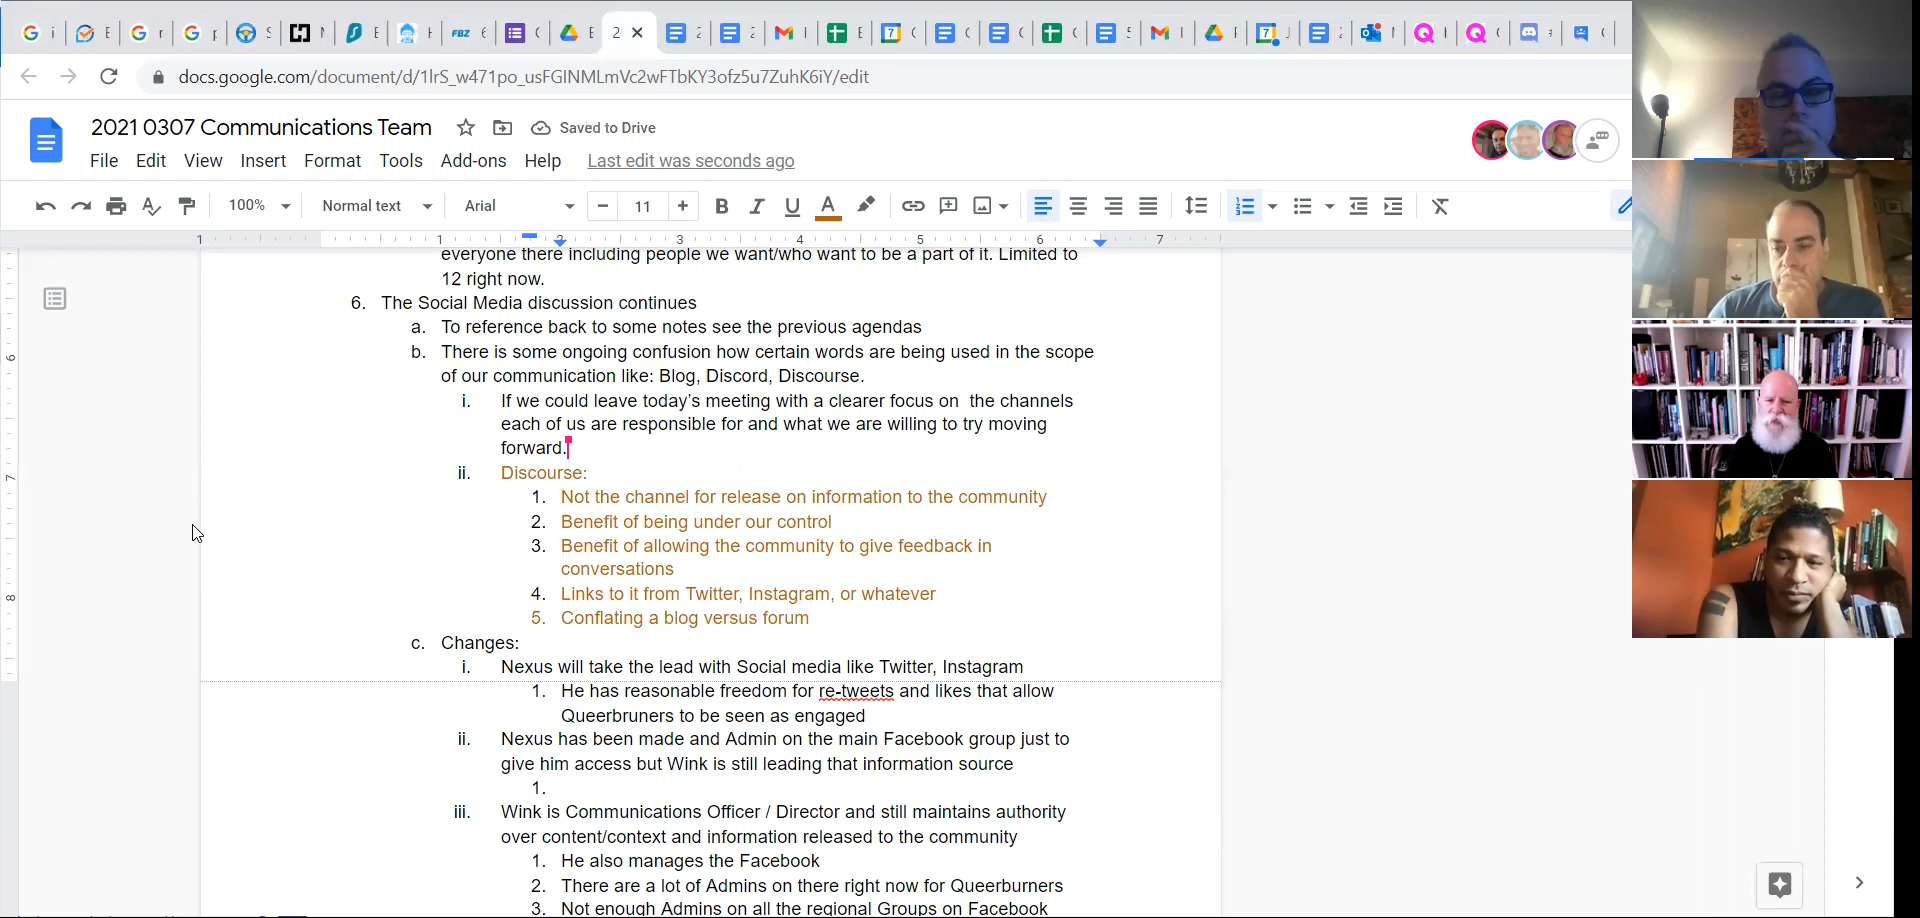 docs.google.com/document/d/1lrS_w471po_usFGlNMLmVc2wFTbKY3ofz5u7ZuhK6iY/edit
2021 0307 Communications Team
Saved to Drive
File Edit View Insert Format Tools Add-ons Help Last edit was seconds ago
100% Normal text Arial 11
1 1 2 3 4 5 6 7
everyone there including people we want/who want to be a part of it. Limited to
12 right now.
6. The Social Media discussion continues
a. To reference back to some notes see the previous agendas
b. There is some ongoing confusion how certain words are being used in the scope
of our communication like: Blog, Discord, Discourse.
i. If we could leave today's meeting with a clearer focus on  the channels
each of us are responsible for and what we are willing to try moving
forward.
ii. Discourse:
1. Not the channel for release on information to the community
2. Benefit of being under our control
3. Benefit of allowing the community to give feedback in
conversations
4. Links to it from Twitter, Instagram, or whatever
5. Conflating a blog versus forum
c. Changes:
i. Nexus will take the lead with Social media like Twitter, Instagram
1. He has reasonable freedom for re-tweets and likes that allow
Queerbruners to be seen as engaged
ii. Nexus has been made and Admin on the main Facebook group just to
give him access but Wink is still leading that information source
1.
iii. Wink is Communications Officer / Director and still maintains authority
over content/context and information released to the community
1. He also manages the Facebook
2. There are a lot of Admins on there right now for Queerburners
3. Not enough Admins on all the regional Groups on Facebook